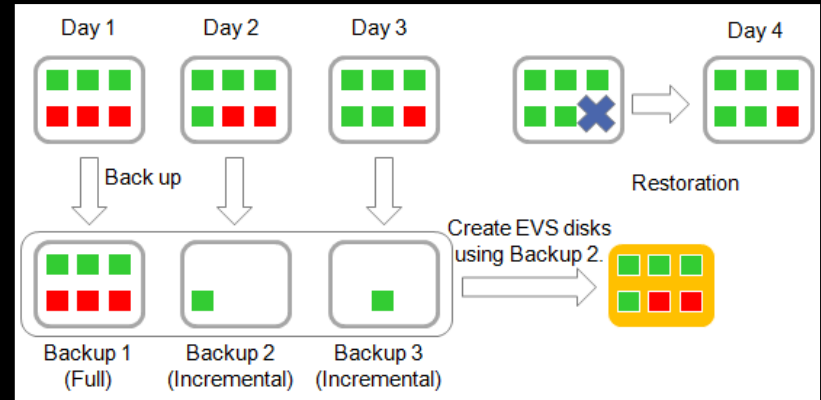 Day 1
Day 2
Day 3
Day 4
Back up
Restoration
Create EVS disks
using Backup 2.
Backup 1
(Full)
Backup 2
(Incremental)
Backup 3
(Incremental)